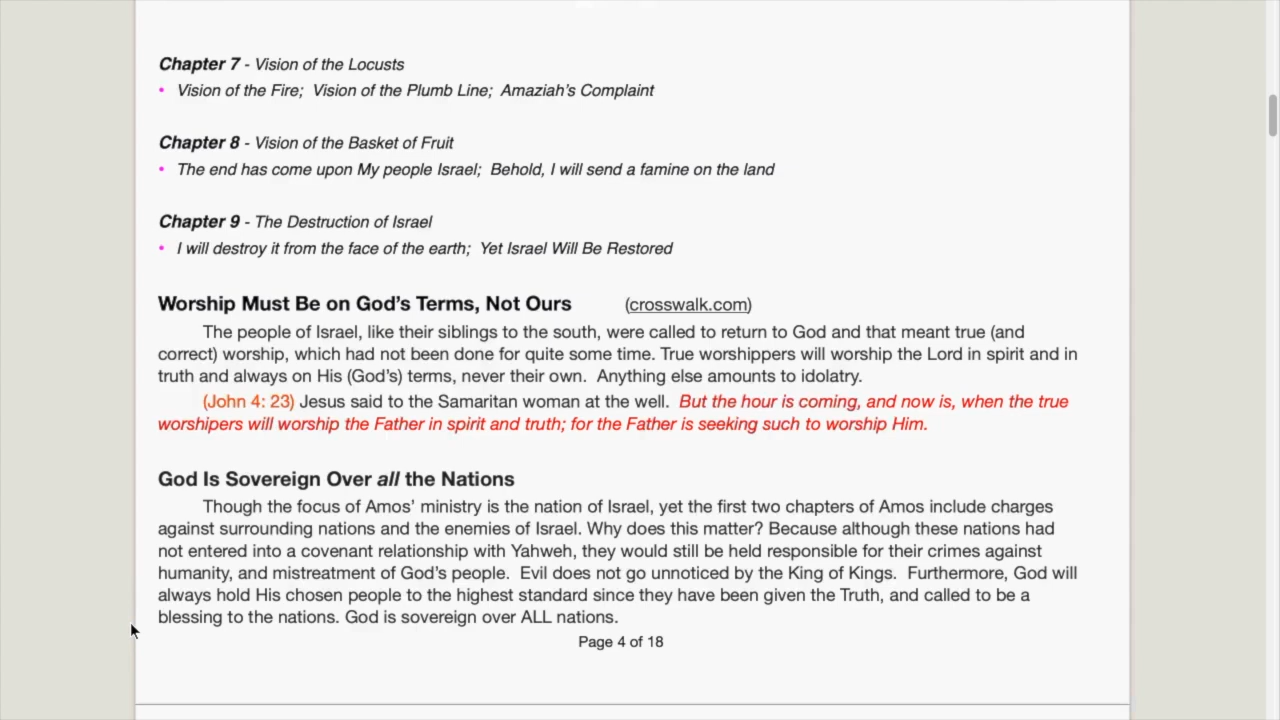 Chapter 7 - Vision of the Locusts
• Vision of the Fire;  Vision of the Plumb Line;  Amaziah's Complaint
Chapter 8 - Vision of the Basket of Fruit
• The end has come upon My people Israel;  Behold, I will send a famine on the land
Chapter 9 - The Destruction of Israel
• I will destroy it from the face of the earth;  Yet Israel Will Be Restored
Worship Must Be on God's Terms, Not Ours (crosswalk.com)
The people of Israel, like their siblings to the south, were called to return to God and that meant true (and
correct) worship, which had not been done for quite some time. True worshippers will worship the Lord in spirit and in
truth and always on His (God's) terms, never their own.  Anything else amounts to idolatry.
(John 4: 23) Jesus said to the Samaritan woman at the well.  But the hour is coming, and now is, when the true
worshipers will worship the Father in spirit and truth; for the Father is seeking such to worship Him.
God Is Sovereign Over all the Nations
Though the focus of Amos' ministry is the nation of Israel, yet the first two chapters of Amos include charges
against surrounding nations and the enemies of Israel. Why does this matter? Because although these nations had
not entered into a covenant relationship with Yahweh, they would still be held responsible for their crimes against
humanity, and mistreatment of God's people.  Evil does not go unnoticed by the King of Kings.  Furthermore, God will
always hold His chosen people to the highest standard since they have been given the Truth, and called to be a
blessing to the nations. God is sovereign over ALL nations.
Page 4 of 18